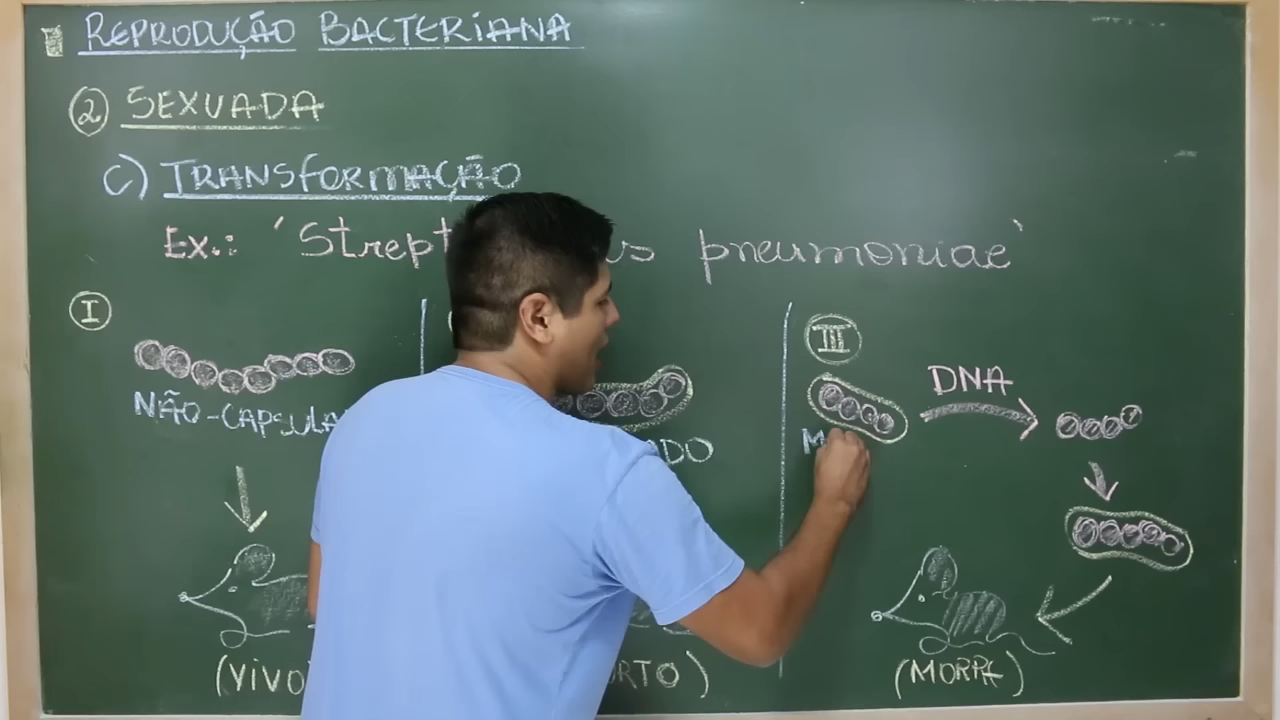 REPRODUÇÃO BACTERIANA
2 SEXUADA
C) TRANSFORMAÇÃO
Ex.: 'Strept us pneumoniae'
I
III
DNA
NÃO-CAPSULA
M
DO
(VIVO
RTO)
(MORRE)